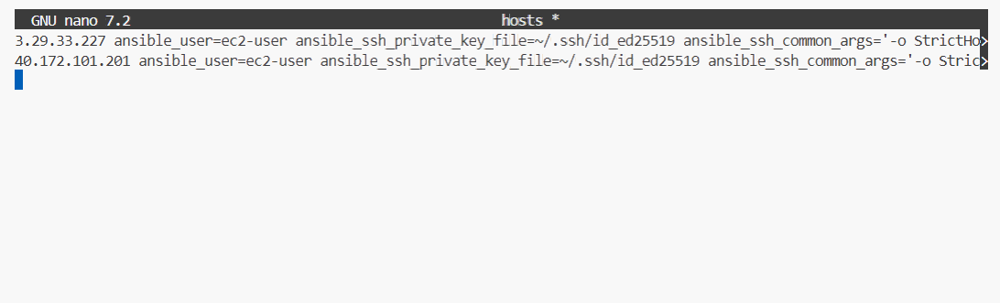 GNU nano 7.2 hosts *
3.29.33.227 ansible_user=ec2-user ansible_ssh_private_key_file=~/.ssh/id_ed25519 ansible_ssh_common_args='-o StrictHo>
40.172.101.201 ansible_user=ec2-user ansible_ssh_private_key_file=~/.ssh/id_ed25519 ansible_ssh_common_args='-o Stric>